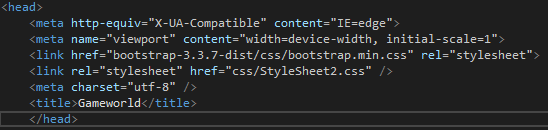 <head>
<meta http-equiv="X-UA-Compatible" content="IE=edge">
<meta name="viewport" content="width=device-width, initial-scale=1">
<link href="bootstrap-3.3.7-dist/css/bootstrap.min.css" rel="stylesheet">
<link rel="stylesheet" href="css/StyleSheet2.css" />
<meta charset="utf-8" />
<title>Gameworld</title>
</head>